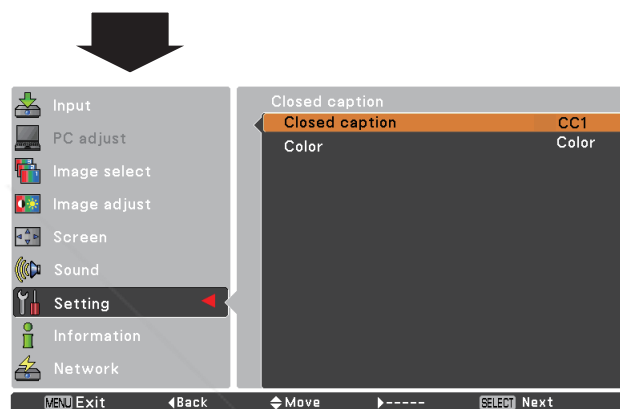 Input
PC adjust
Image select
Image adjust
Screen
Sound
Setting
Information
Network
Closed caption
Closed caption CC1
Color Color
MENU Exit Back Move ----- SELECT Next